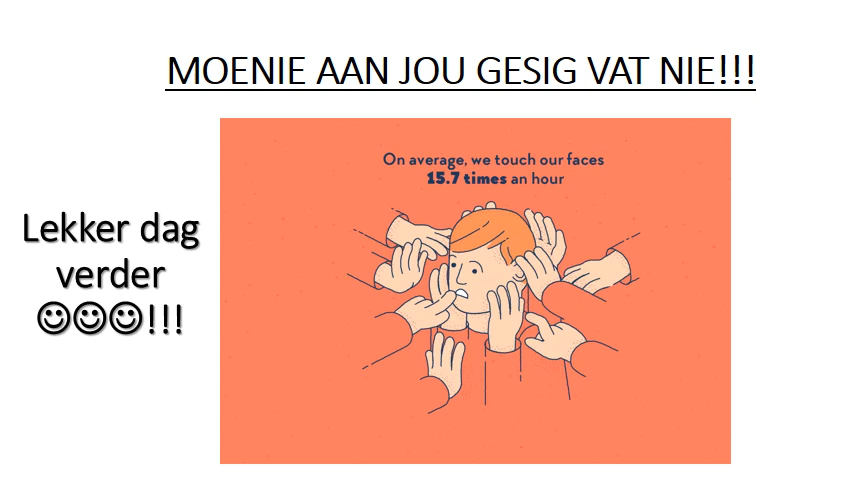 MOENIE AAN JOU GESIG VAT NIE!!!
On average, we touch our faces
15.7 times an hour
Lekker dag
verder
☺☺☺!!!